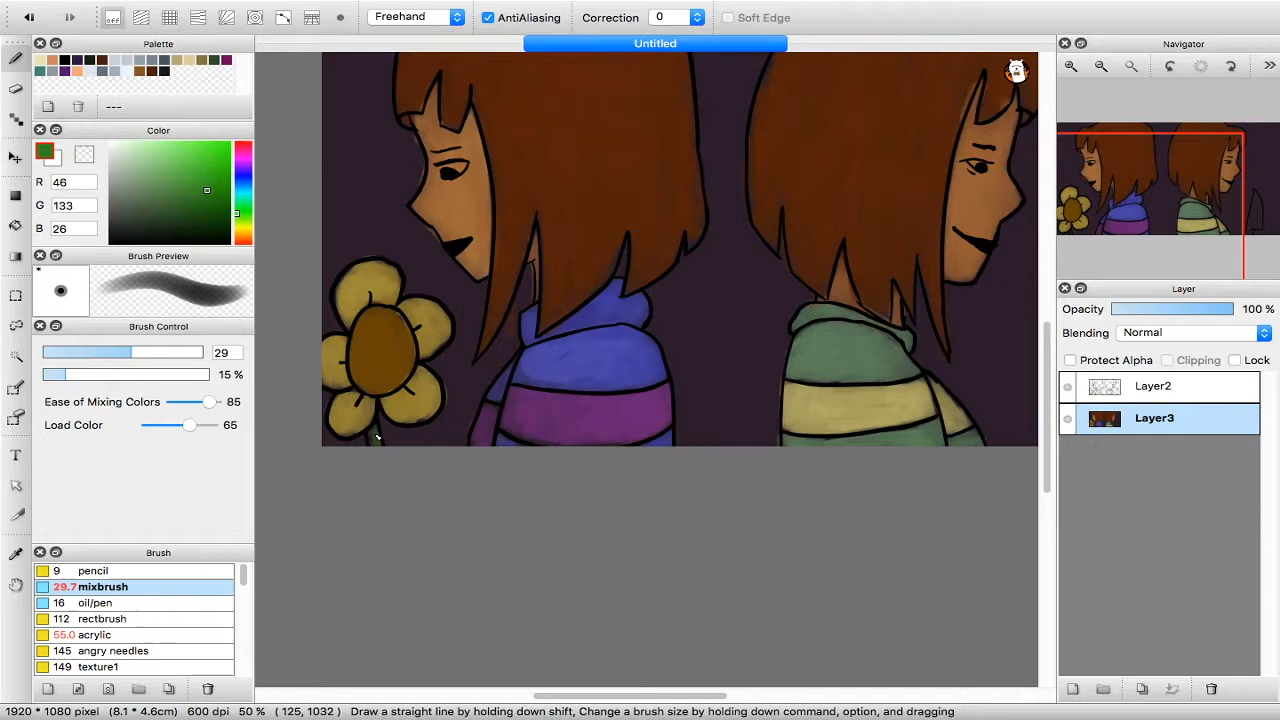 off
Freehand
AntiAliasing
Correction
0
Soft Edge
Untitled
Palette
---
Color
R 46
G 133
B 26
Brush Preview
*
Brush Control
29
15 %
Ease of Mixing Colors 85
Load Color 65
Brush
9 pencil
29.7 mixbrush
16 oil/pen
112 rectbrush
55.0 acrylic
145 angry needles
149 texture1
Navigator
Layer
Opacity 100 %
Blending Normal
Protect Alpha Clipping Lock
Layer2
Layer3
1920 * 1080 pixel (8.1 * 4.6cm) 600 dpi 50 % ( 125, 1032 ) Draw a straight line by holding down shift, Change a brush size by holding down command, option, and dragging